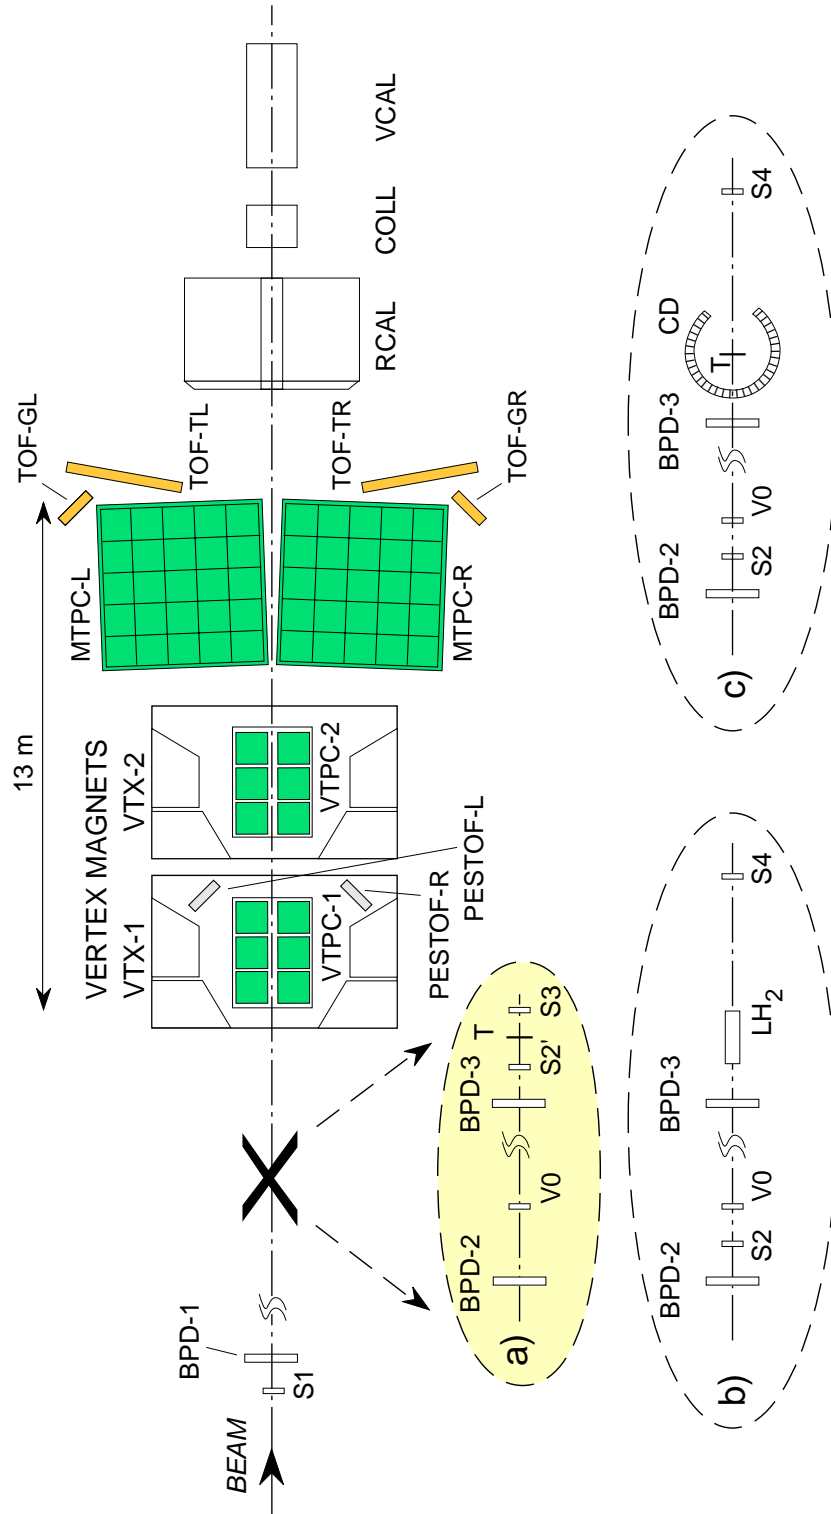 13 m
VERTEX MAGNETS
VTX-1
VTX-2
MTPC-L
TOF-GL
TOF-TL
BEAM
S1
BPD-1
VTPC-1
VTPC-2
PESTOF-L
PESTOF-R
MTPC-R
TOF-TR
TOF-GR
RCAL
COLL
VCAL
a)
BPD-2
V0
BPD-3
S2'
T
S3
b)
BPD-2
S2
V0
BPD-3
LH2
S4
c)
BPD-2
S2
V0
BPD-3
T
CD
S4